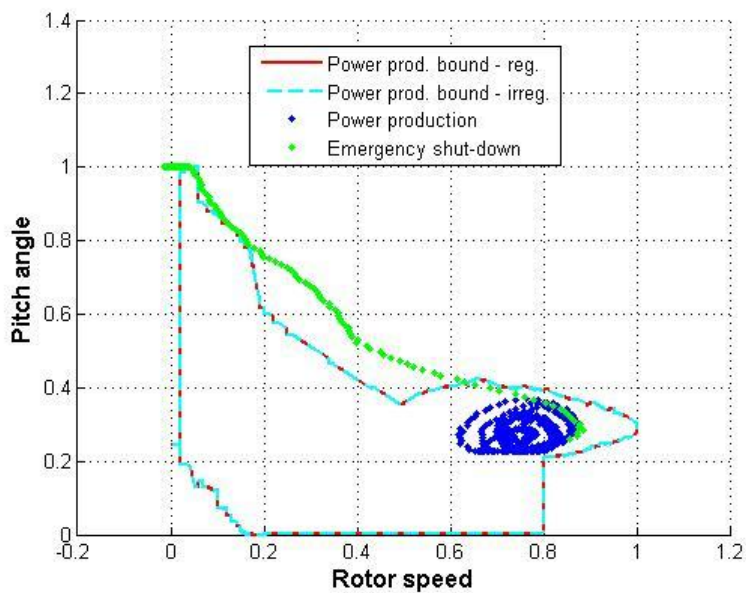 1.4
1.2
1
0.8
0.6
0.4
0.2
0
-0.2 0 0.2 0.4 0.6 0.8 1 1.2
Pitch angle
Rotor speed
Power prod. bound - reg.
Power prod. bound - irreg.
Power production
Emergency shut-down